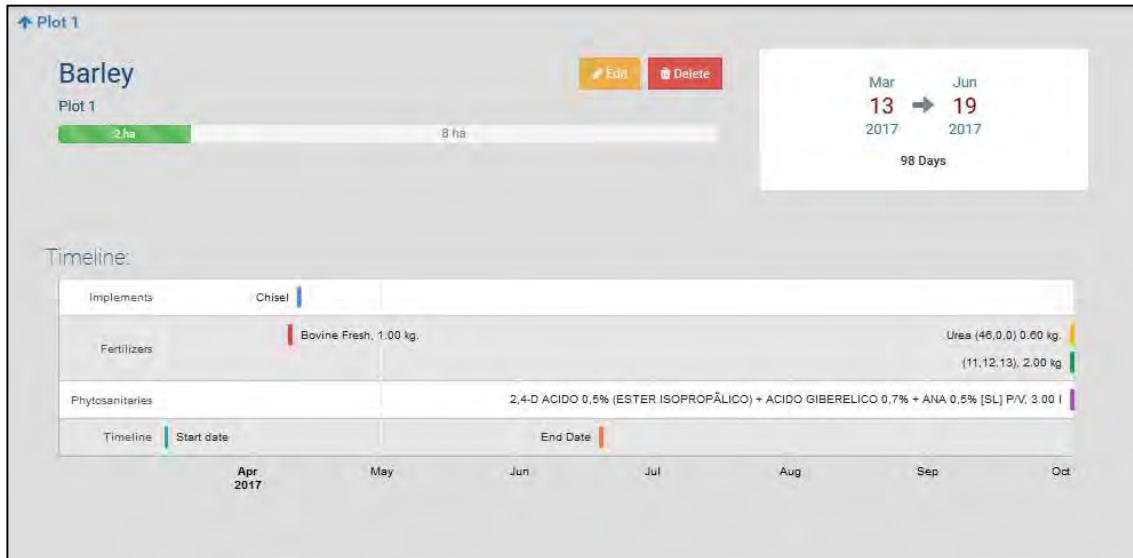 Plot 1
Barley
Edit
Delete
Plot 1
2 ha
8 ha
Mar Jun
13 19
2017 2017
98 Days
Timeline:
Implements
Chisel
Fertilizers
Bovine Fresh, 1.00 kg.
Urea (46,0,0) 0.60 kg.
(11,12,13), 2.00 kg
Phytosanitaries
2,4-D ACIDO 0,5% (ESTER ISOPROPÃLICO) + ACIDO GIBERELICO 0,7% + ANA 0,5% [SL] P/V, 3.00 l
Timeline
Start date
End Date
Apr May Jun Jul Aug Sep Oct
2017